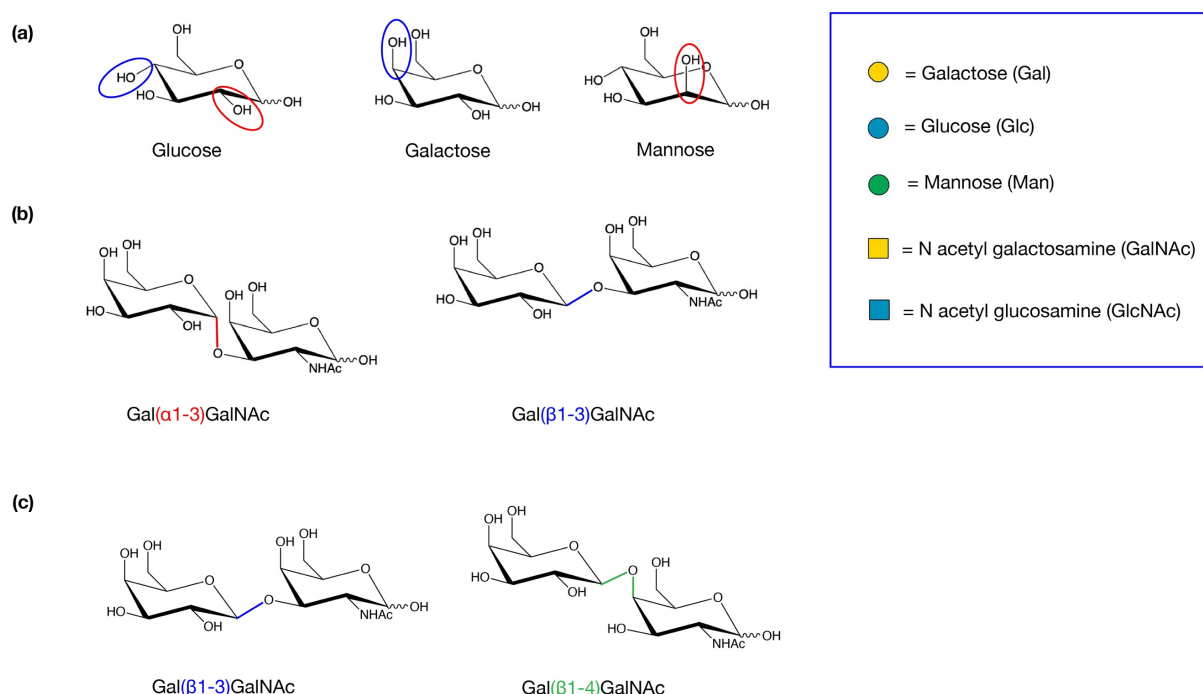 (a)
OH
HO
O
HO
OH
OH
Glucose
OH
OH
O
HO
OH
OH
Galactose
OH
OH
O
HO
HO
OH
Mannose
= Galactose (Gal)
= Glucose (Glc)
= Mannose (Man)
= N acetyl galactosamine (GalNAc)
= N acetyl glucosamine (GlcNAc)
(b)
OH
OH
O
HO
OH
OH
OH
O
O
NHAc
OH
Gal(α1-3)GalNAc
OH
OH
O
HO
OH
O
OH
OH
O
NHAc
OH
Gal(β1-3)GalNAc
(c)
OH
OH
O
HO
OH
O
OH
OH
O
NHAc
OH
Gal(β1-3)GalNAc
OH
OH
O
HO
OH
O
OH
O
HO
NHAc
OH
Gal(β1-4)GalNAc